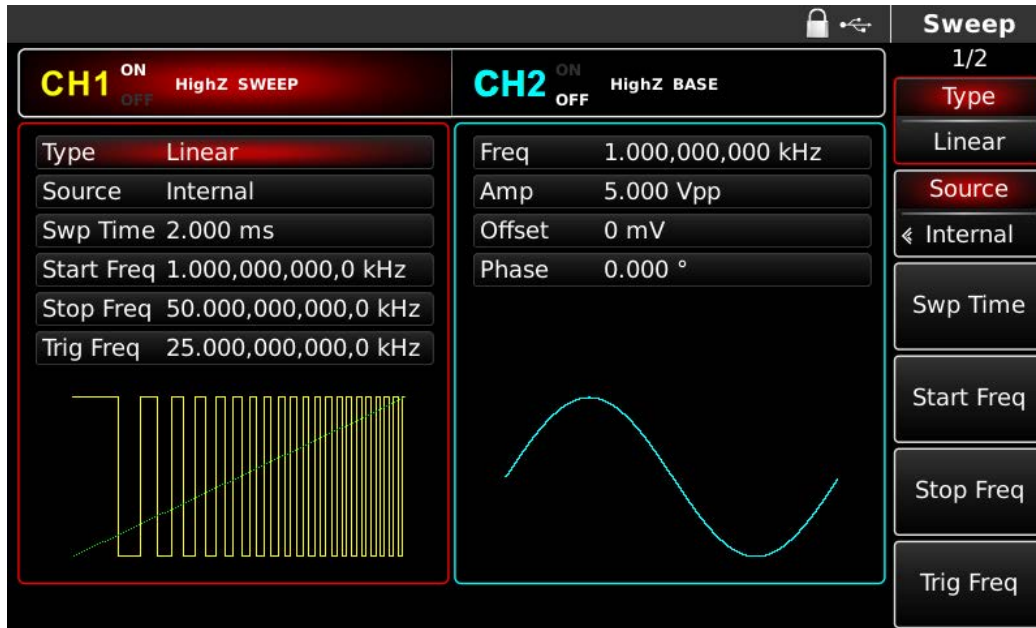 Sweep
1/2
CH1 ON OFF HighZ SWEEP
CH2 ON OFF HighZ BASE
Type Linear
Source Internal
Swp Time 2.000 ms
Start Freq 1.000,000,000,0 kHz
Stop Freq 50.000,000,000,0 kHz
Trig Freq 25.000,000,000,0 kHz
Freq 1.000,000,000 kHz
Amp 5.000 Vpp
Offset 0 mV
Phase 0.000 °
Type
Linear
Source
Internal
Swp Time
Start Freq
Stop Freq
Trig Freq